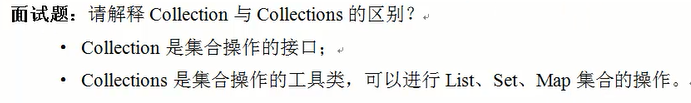 面试题：请解释 Collection 与 Collections 的区别？
• Collection 是集合操作的接口；
• Collections 是集合操作的工具类，可以进行 List、Set、Map 集合的操作。